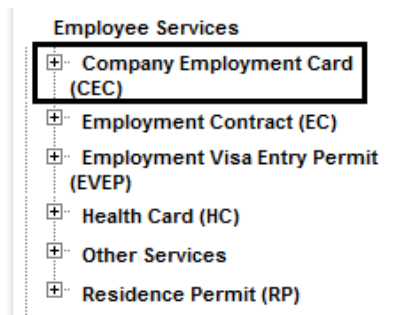 Employee Services
Company Employment Card
(CEC)
Employment Contract (EC)
Employment Visa Entry Permit
(EVEP)
Health Card (HC)
Other Services
Residence Permit (RP)